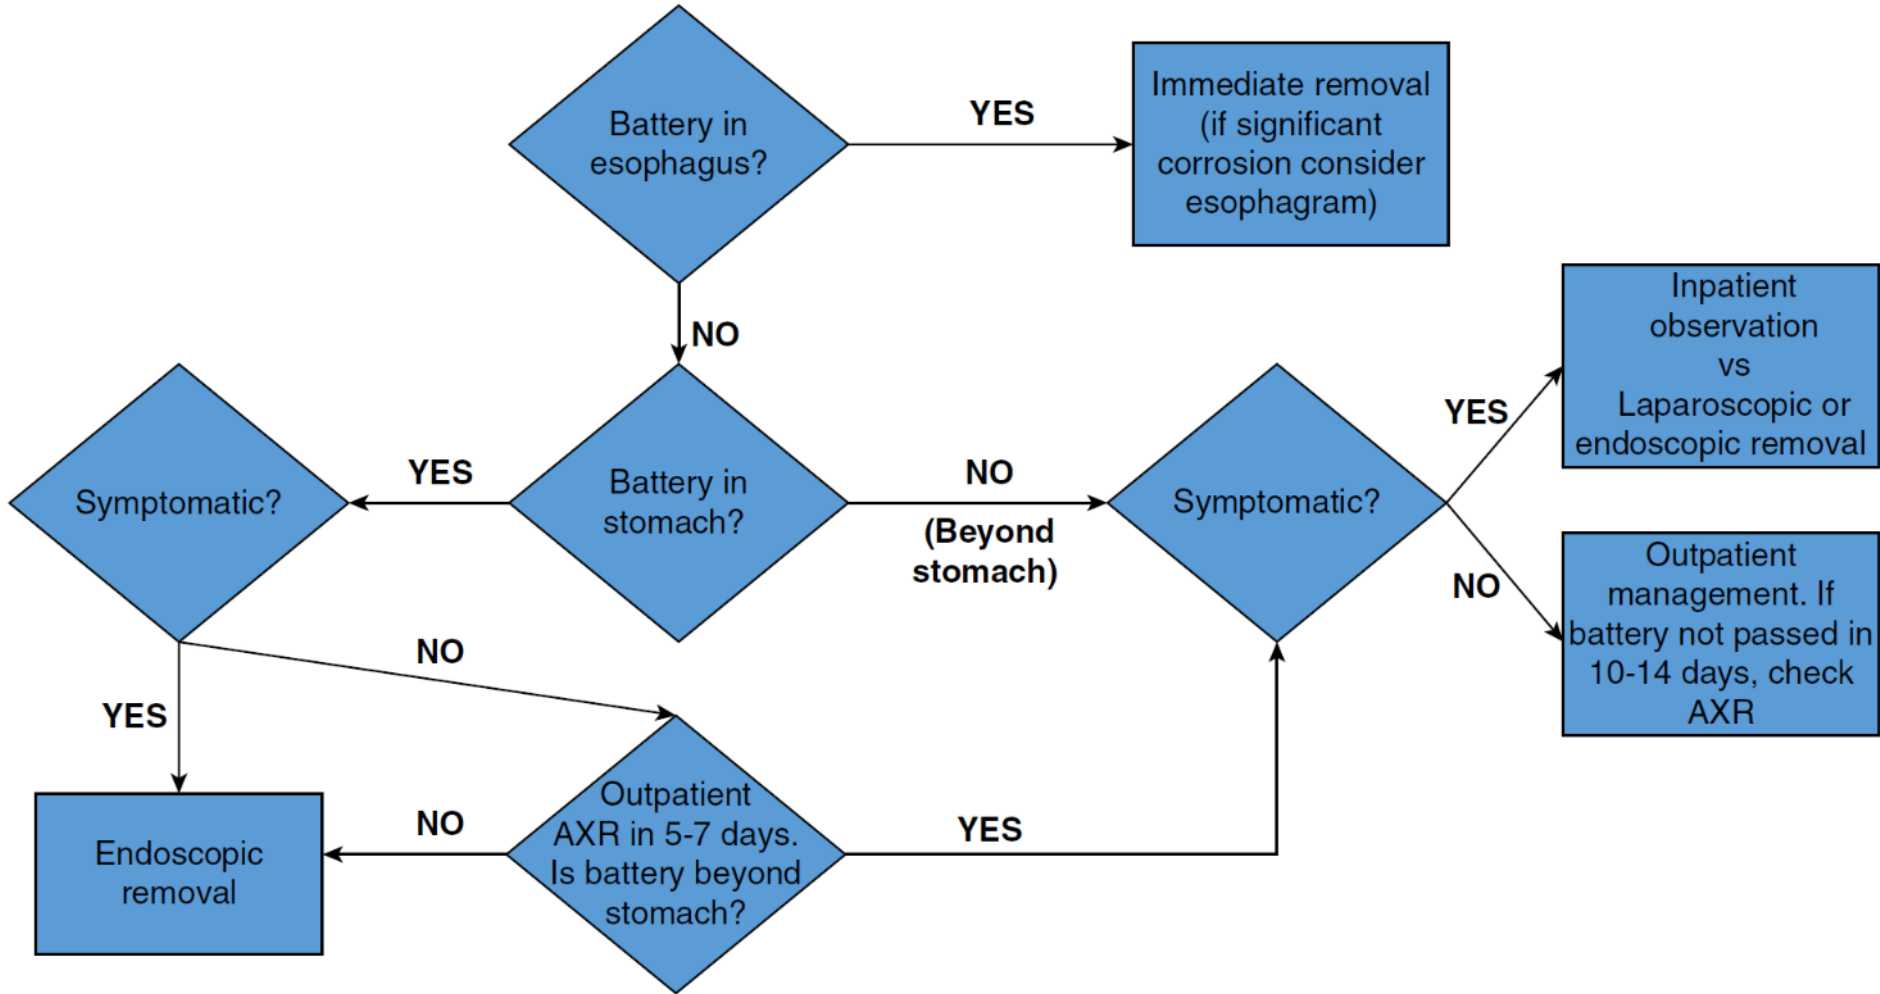 Battery in
esophagus?
YES
Immediate removal
(if significant
corrosion consider
esophagram)
NO
Symptomatic?
YES
Battery in
stomach?
NO
(Beyond
stomach)
Symptomatic?
YES
Inpatient
observation
vs
Laparoscopic or
endoscopic removal
NO
Outpatient
management. If
battery not passed in
10-14 days, check
AXR
YES
NO
Endoscopic
removal
NO
Outpatient
AXR in 5-7 days.
Is battery beyond
stomach?
YES